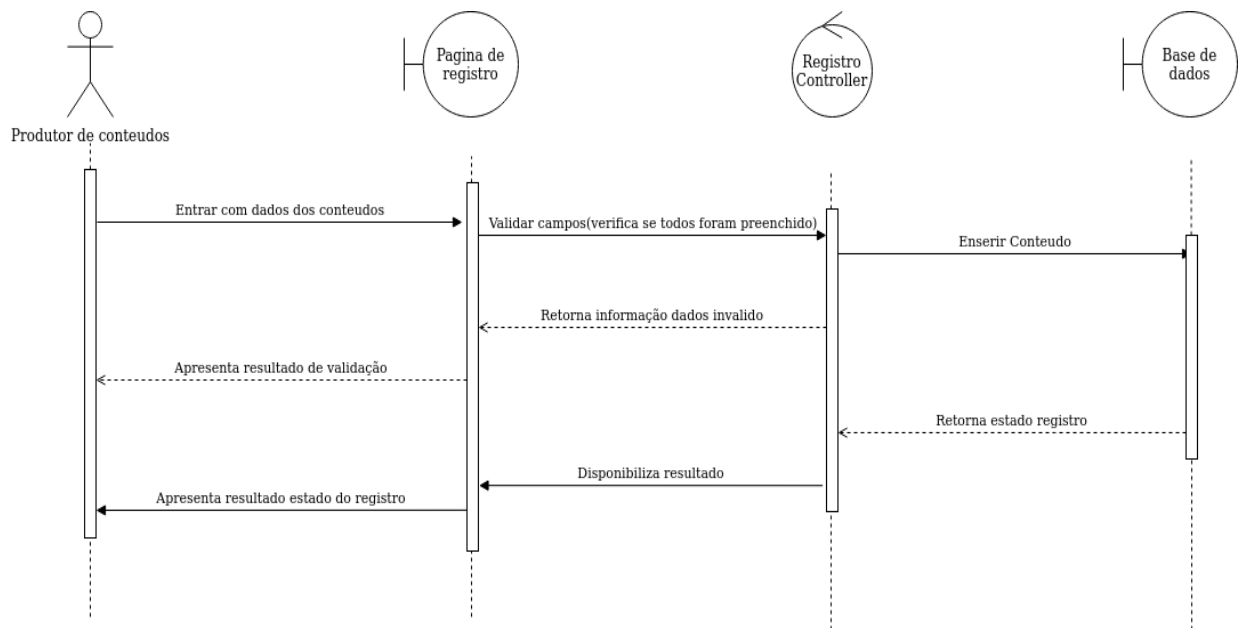 Pagina de
registro
Registro
Controller
Base de
dados
Produtor de conteudos
Entrar com dados dos conteudos
Validar campos(verifica se todos foram preenchido)
Enserir Conteudo
Retorna informação dados invalido
Apresenta resultado de validação
Retorna estado registro
Disponibiliza resultado
Apresenta resultado estado do registro